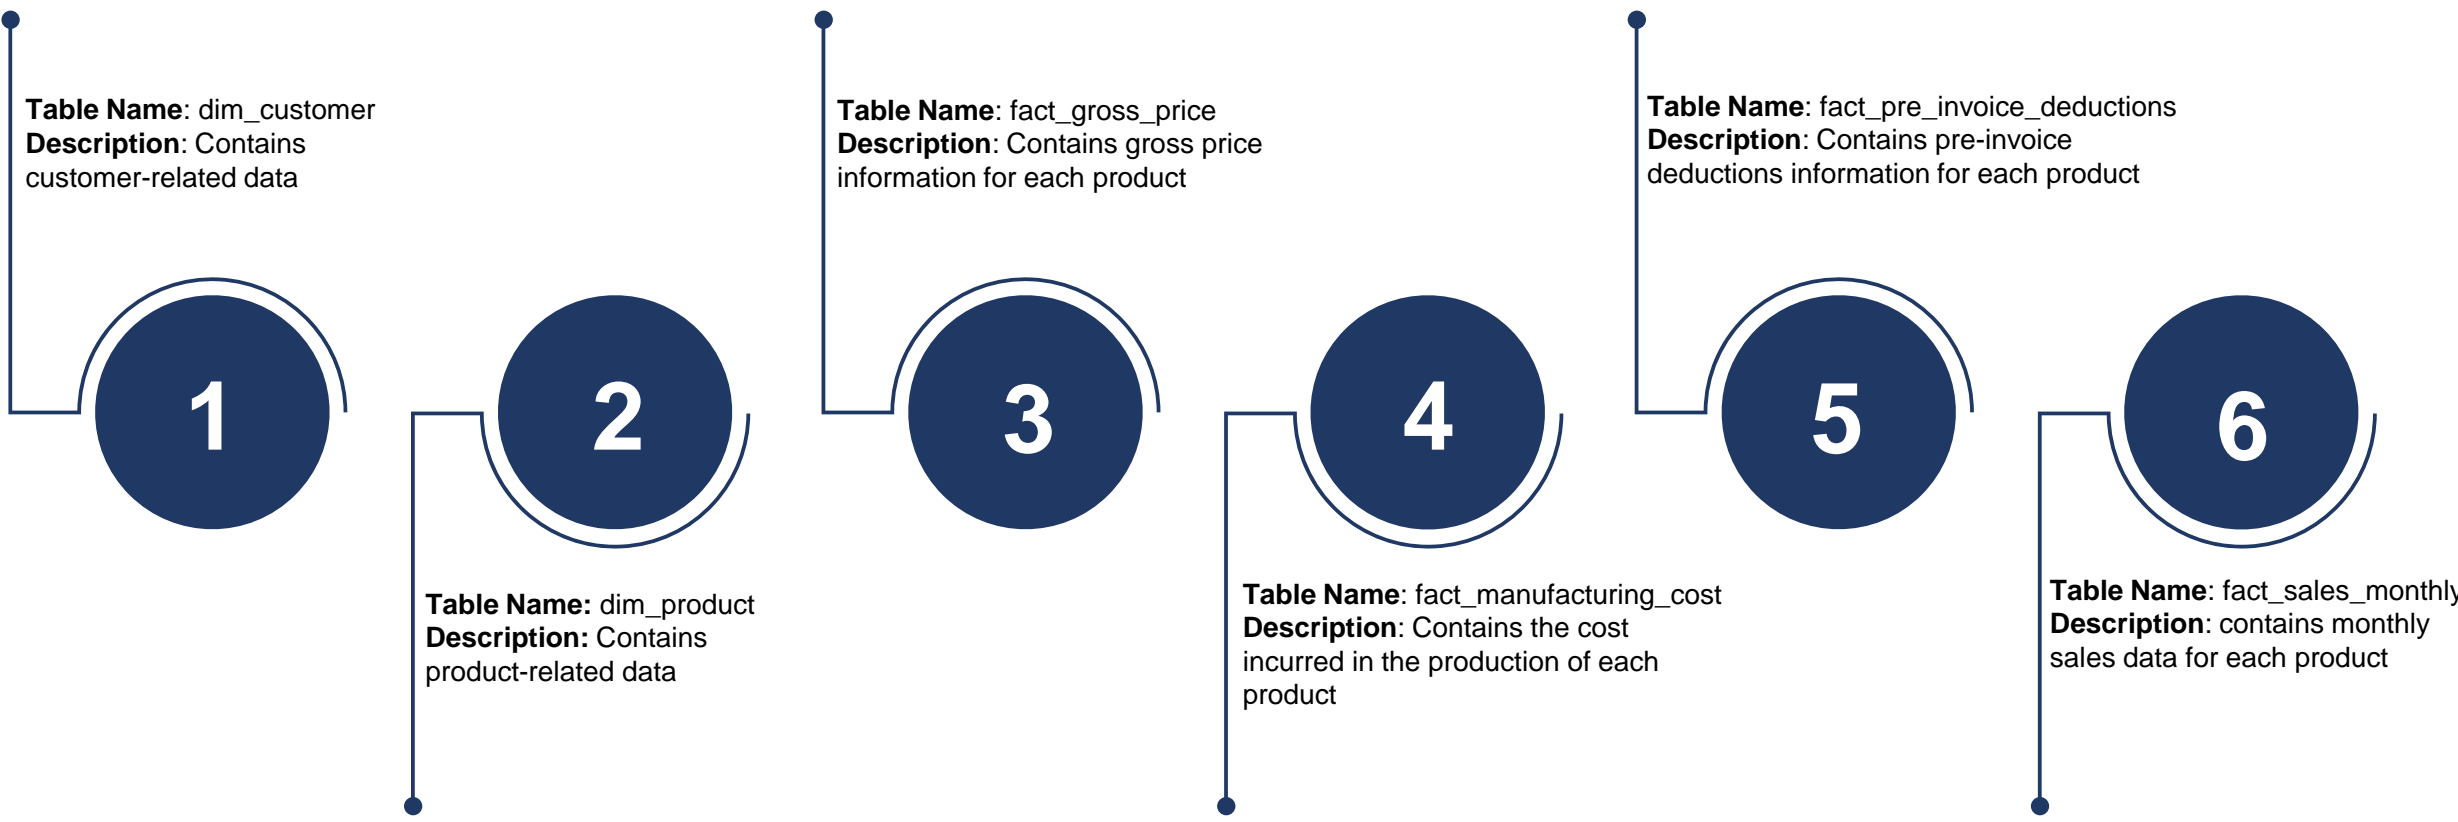 Table Name: dim_customer
Description: Contains
customer-related data
1
Table Name: dim_product
Description: Contains
product-related data
2
Table Name: fact_gross_price
Description: Contains gross price
information for each product
3
Table Name: fact_manufacturing_cost
Description: Contains the cost
incurred in the production of each
product
4
Table Name: fact_pre_invoice_deductions
Description: Contains pre-invoice
deductions information for each product
5
Table Name: fact_sales_monthly
Description: contains monthly
sales data for each product
6